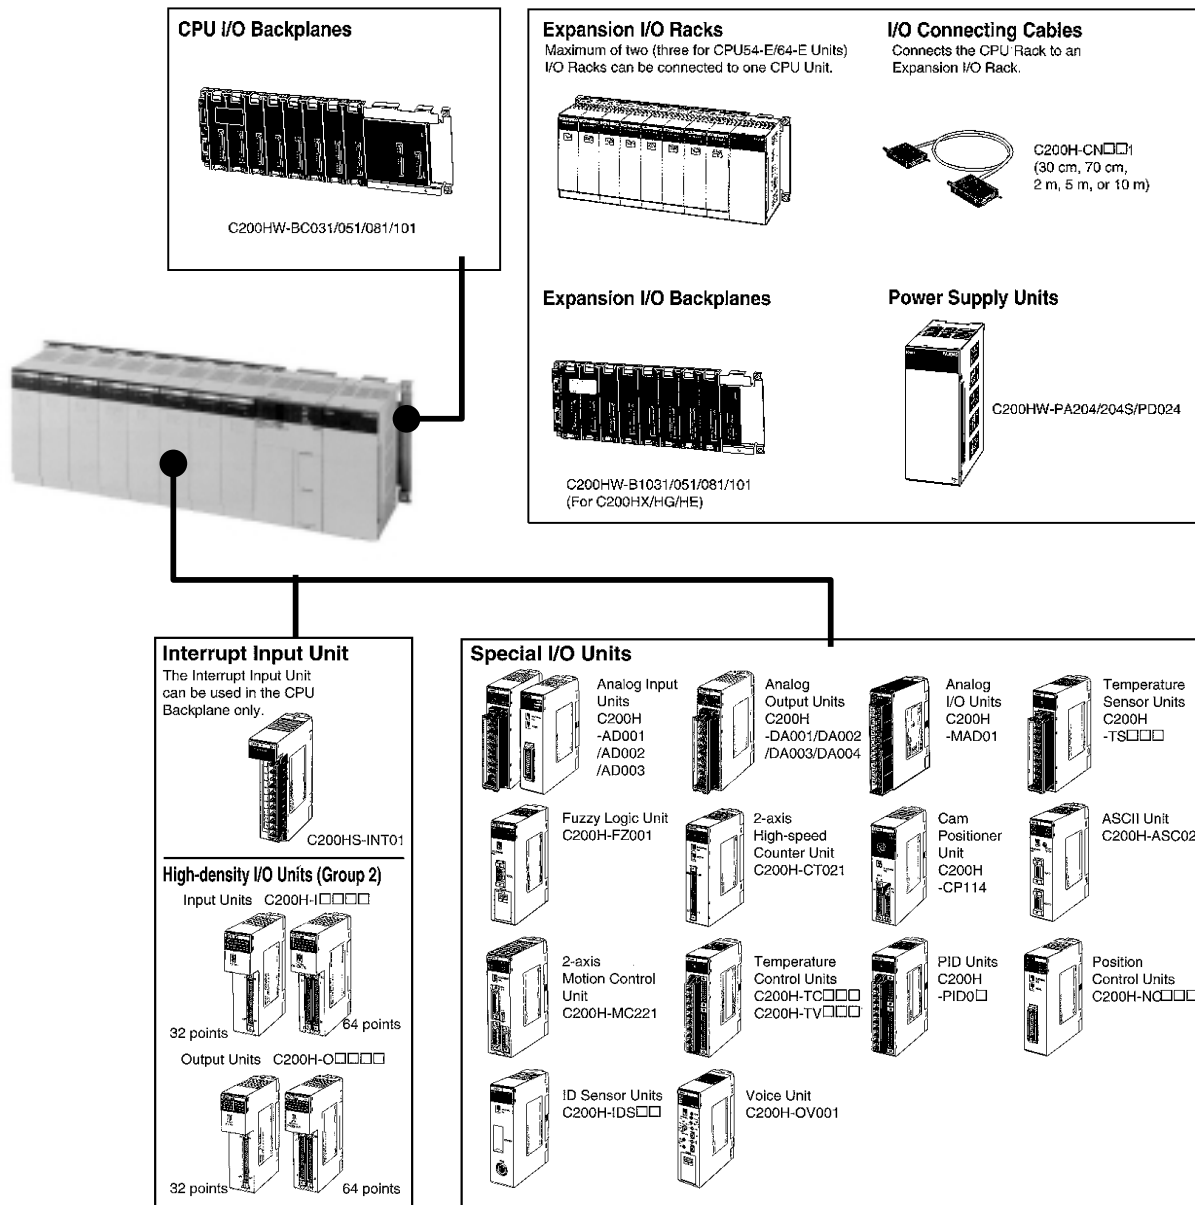 CPU I/O Backplanes
C200HW-BC031/051/081/101
Expansion I/O Racks
Maximum of two (three for CPU54-E/64-E Units)
I/O Racks can be connected to one CPU Unit.
I/O Connecting Cables
Connects the CPU Rack to an
Expansion I/O Rack.
C200H-CN□□1
(30 cm, 70 cm,
2 m, 5 m, or 10 m)
Expansion I/O Backplanes
C200HW-B1031/051/081/101
(For C200HX/HG/HE)
Power Supply Units
C200HW-PA204/204S/PD024
Interrupt Input Unit
The Interrupt Input Unit
can be used in the CPU
Backplane only.
C200HS-INT01
High-density I/O Units (Group 2)
Input Units C200H-I□□□□
32 points
64 points
Output Units C200H-O□□□□
32 points
64 points
Special I/O Units
Analog Input
Units
C200H
-AD001
/AD002
/AD003
Analog
Output Units
C200H
-DA001/DA002
/DA003/DA004
Analog
I/O Units
C200H
-MAD01
Temperature
Sensor Units
C200H
-TS□□□
Fuzzy Logic Unit
C200H-FZ001
2-axis
High-speed
Counter Unit
C200H-CT021
Cam
Positioner
Unit
C200H
-CP114
ASCII Unit
C200H-ASC02
2-axis
Motion Control
Unit
C200H-MC221
Temperature
Control Units
C200H-TC□□□
C200H-TV□□□
PID Units
C200H
-PID0□
Position
Control Units
C200H-NC□□□
ID Sensor Units
C200H-IDS□□
Voice Unit
C200H-OV001